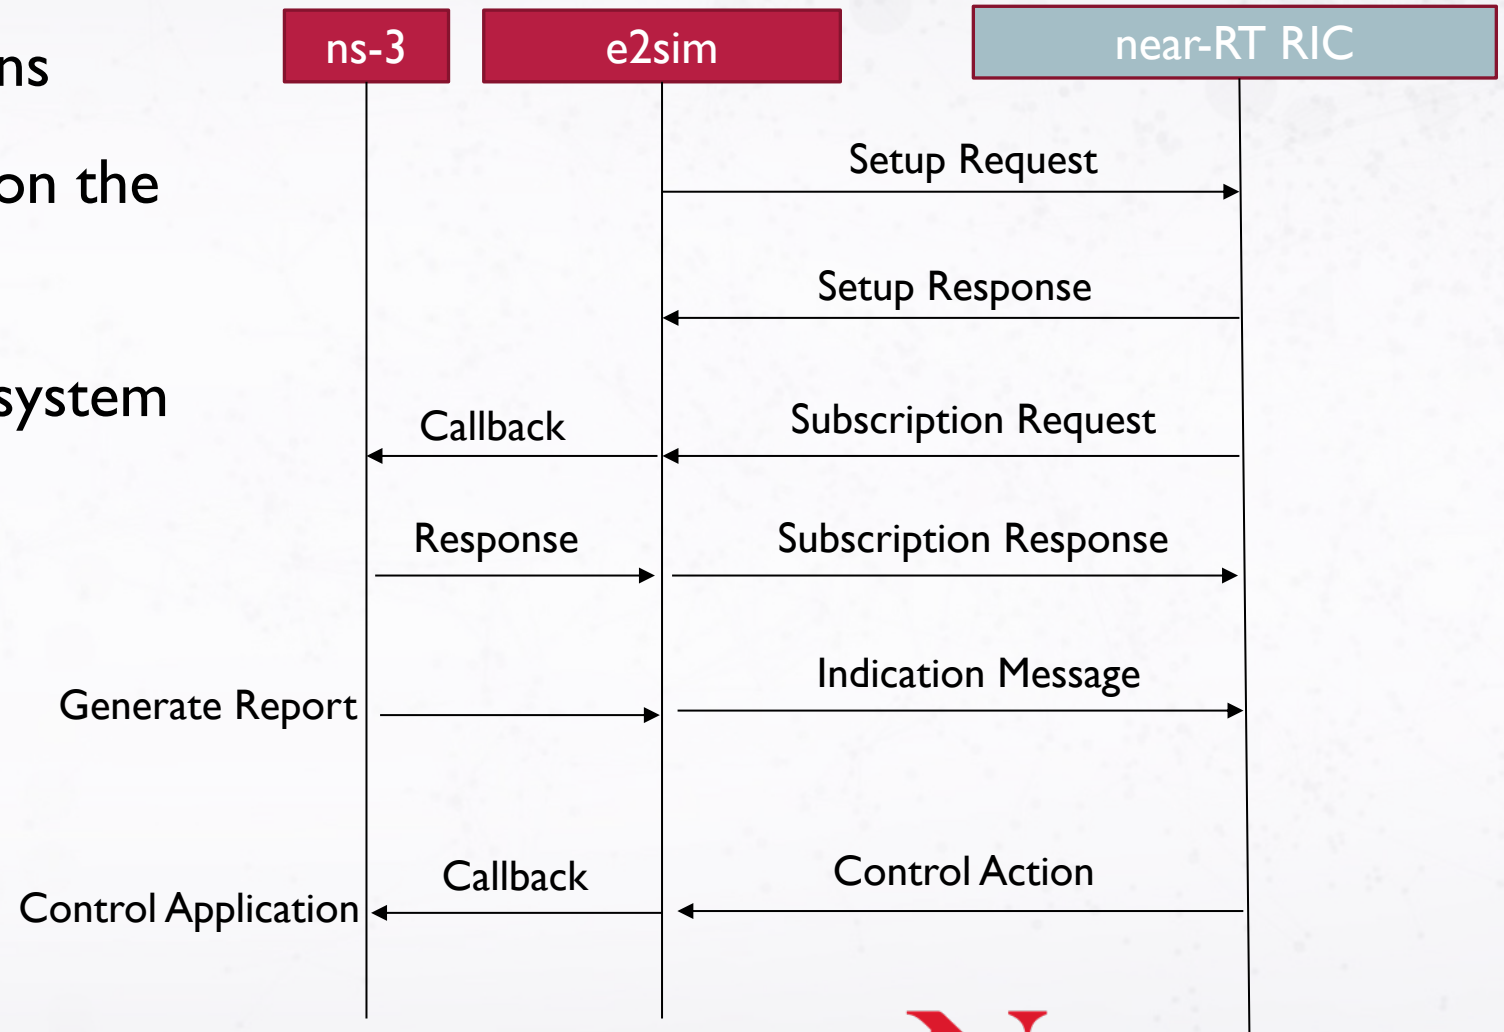 ns-3
e2sim
near-RT RIC
ns
on the
system
Setup Request
Setup Response
Callback
Subscription Request
Response
Subscription Response
Generate Report
Indication Message
Control Application
Callback
Control Action
N